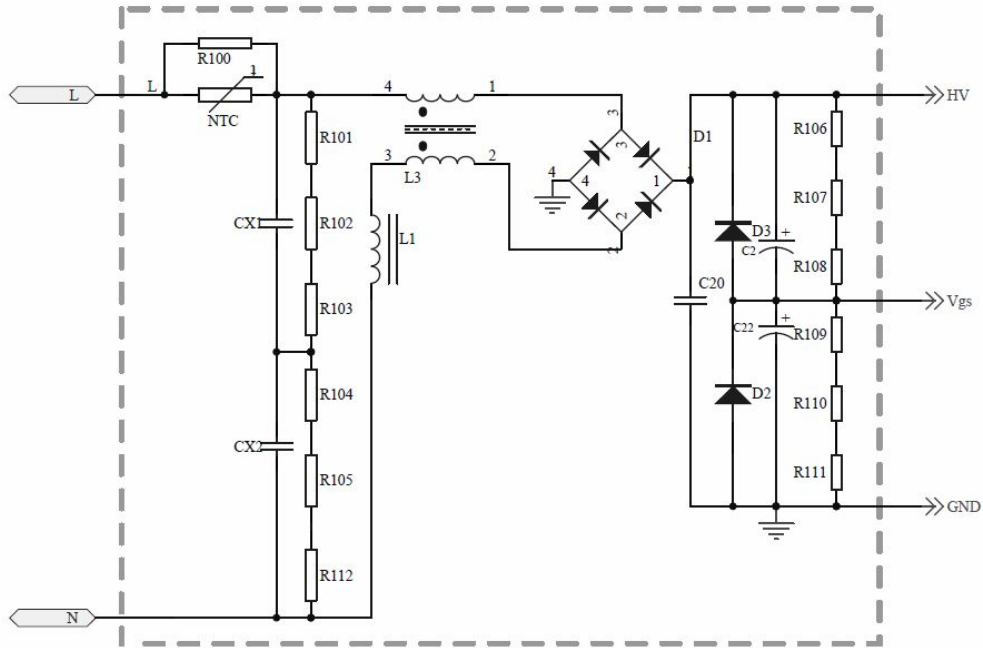 R100
L
L
1
NTC
4
1
HV
R101
3
D1
R106
3
3
2
L3
4
4
1
1
R107
CX1
R102
L1
2
2
D3
C2
R108
C20
Vgs
R103
C22
R109
R104
D2
R110
CX2
R105
R111
GND
R112
N
+
+